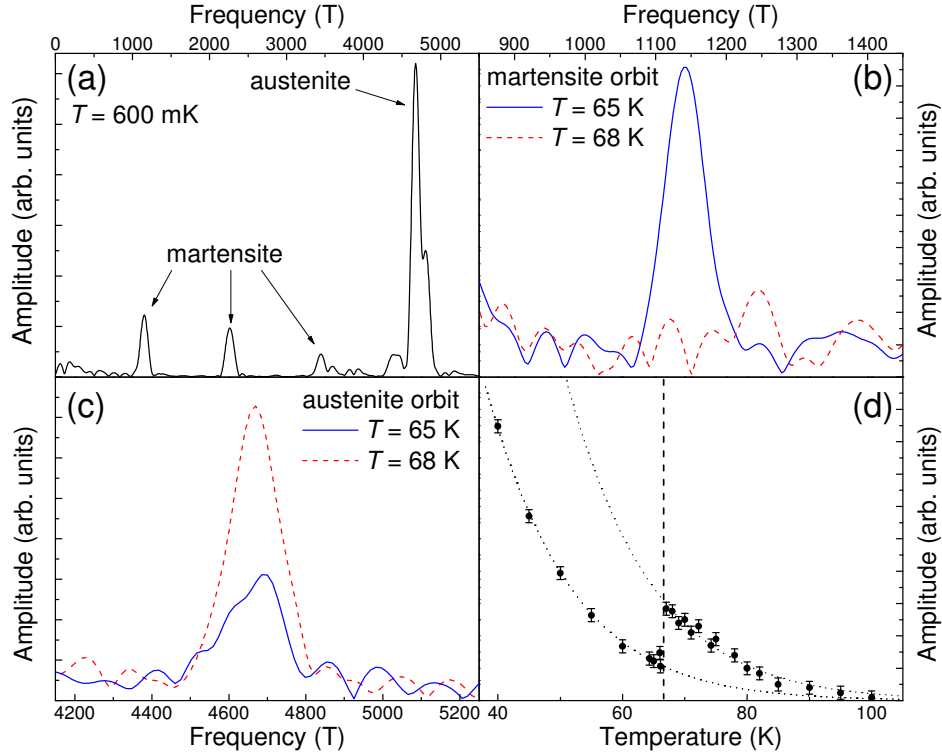 Frequency (T)
Frequency (T)
0 1000 2000 3000 4000 5000
900 1000 1100 1200 1300 1400
(a)
austenite
T = 600 mK
martensite
Amplitude (arb. units)
(b)
martensite orbit
T = 65 K
T = 68 K
Amplitude (arb. units)
(c)
austenite orbit
T = 65 K
T = 68 K
Amplitude (arb. units)
(d)
Amplitude (arb. units)
4200 4400 4600 4800 5000 5200
40 60 80 100
Frequency (T)
Temperature (K)